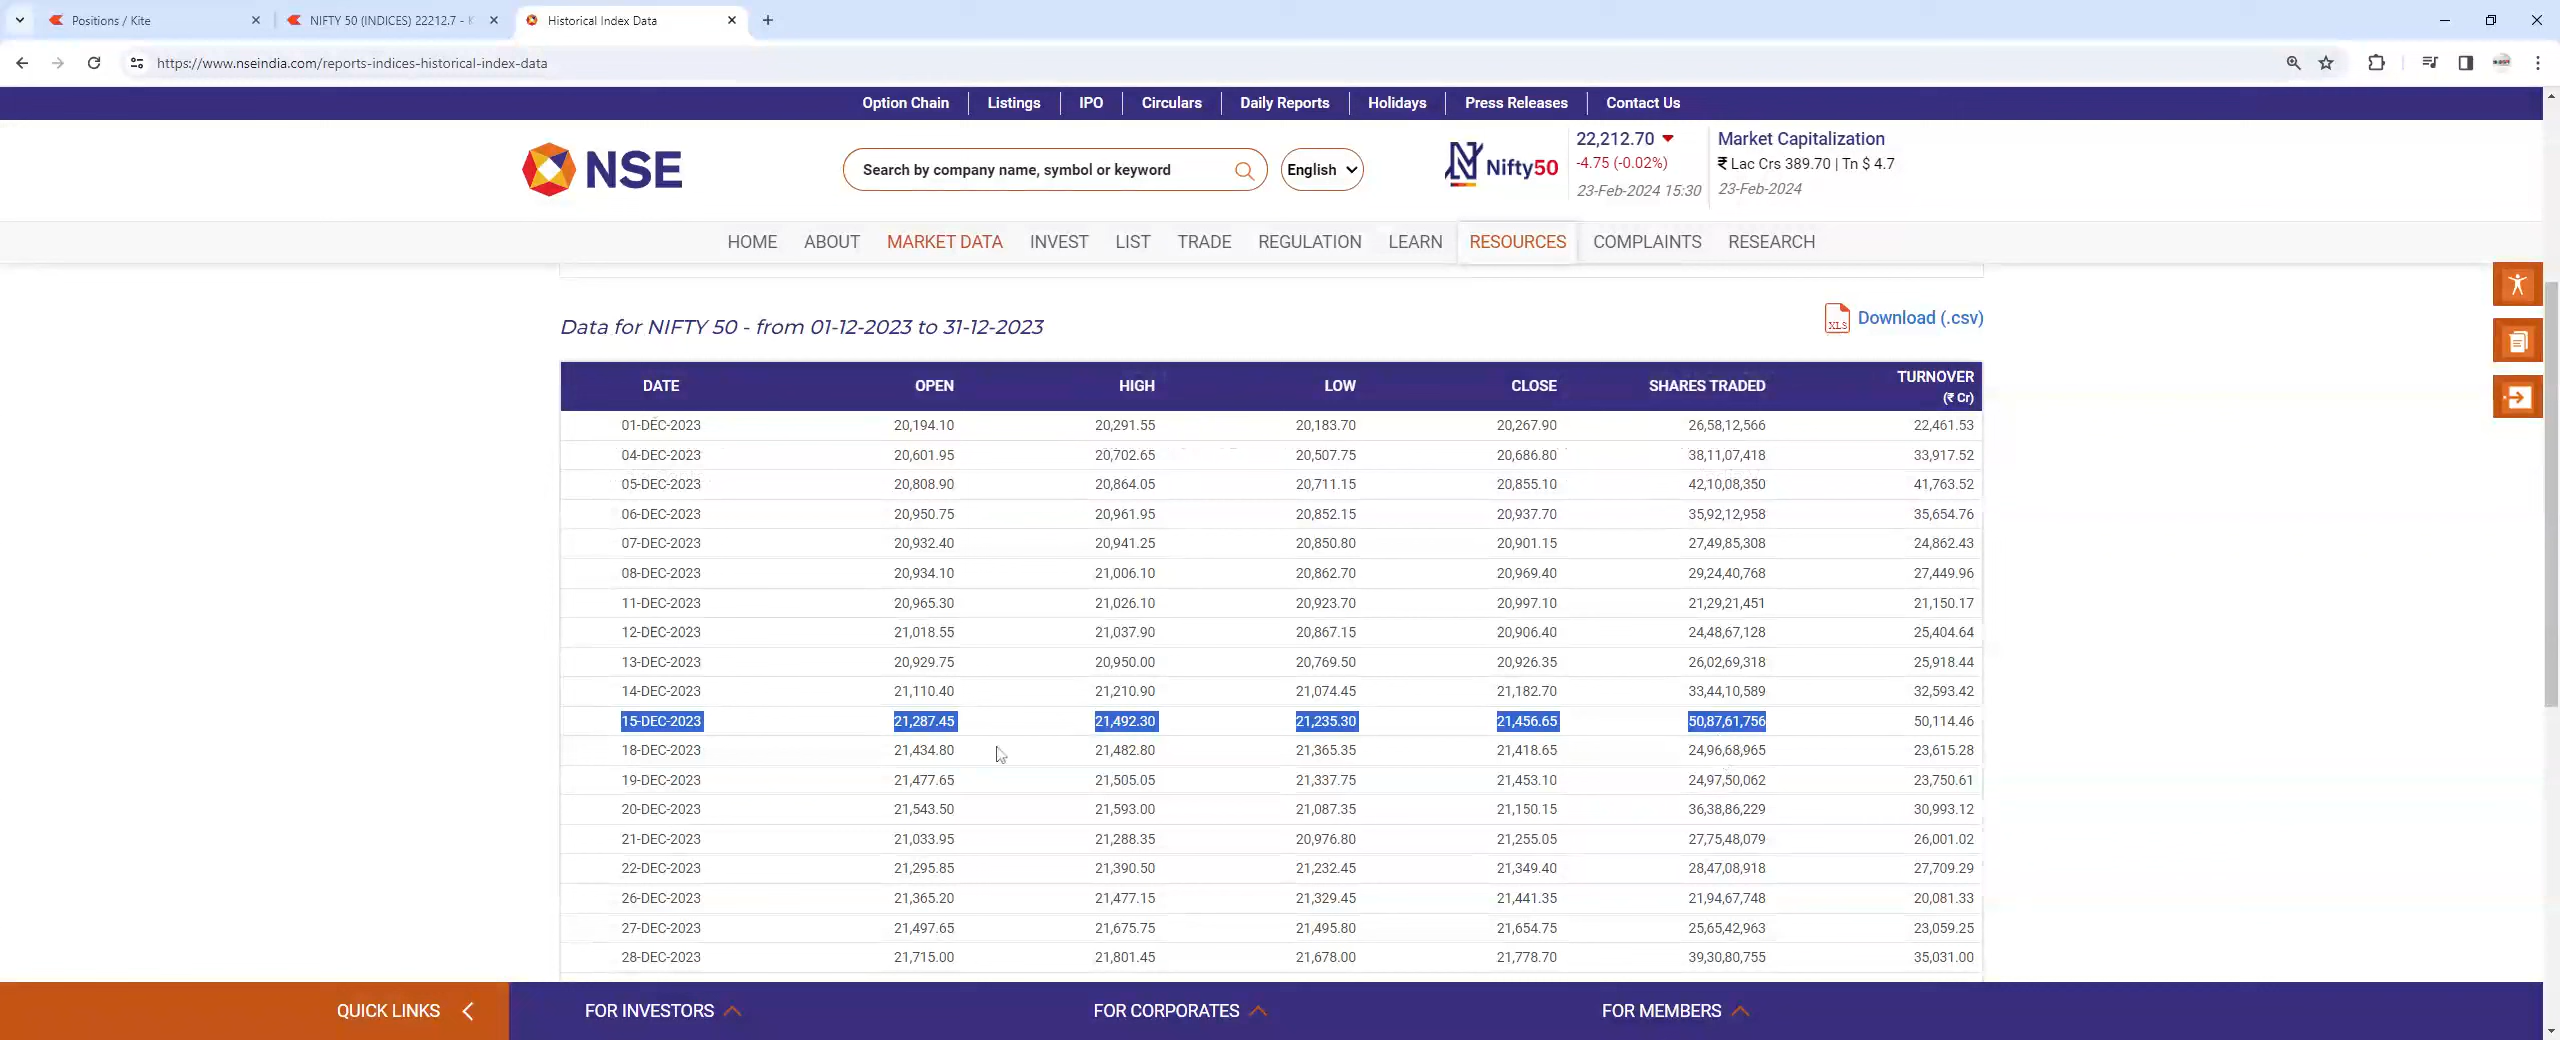 Positions / Kite
NIFTY 50 (INDICES) 22212.7 - K
Historical Index Data
https://www.nseindia.com/reports-indices-historical-index-data
Option Chain Listings IPO Circulars Daily Reports Holidays Press Releases Contact Us
NSE
Search by company name, symbol or keyword
English
Nifty50
22,212.70
-4.75 (-0.02%)
23-Feb-2024 15:30
Market Capitalization
₹ Lac Crs 389.70 | Tn $ 4.7
23-Feb-2024
HOME ABOUT MARKET DATA INVEST LIST TRADE REGULATION LEARN RESOURCES COMPLAINTS RESEARCH
Data for NIFTY 50 - from 01-12-2023 to 31-12-2023
XLS Download (.csv)
DATE OPEN HIGH LOW CLOSE SHARES TRADED TURNOVER (₹ Cr)
01-DEC-2023 20,194.10 20,291.55 20,183.70 20,267.90 26,58,12,566 22,461.53
04-DEC-2023 20,601.95 20,702.65 20,507.75 20,686.80 38,11,07,418 33,917.52
05-DEC-2023 20,808.90 20,864.05 20,711.15 20,855.10 42,10,08,350 41,763.52
06-DEC-2023 20,950.75 20,961.95 20,852.15 20,937.70 35,92,12,958 35,654.76
07-DEC-2023 20,932.40 20,941.25 20,850.80 20,901.15 27,49,85,308 24,862.43
08-DEC-2023 20,934.10 21,006.10 20,862.70 20,969.40 29,24,40,768 27,449.96
11-DEC-2023 20,965.30 21,026.10 20,923.70 20,997.10 21,29,21,451 21,150.17
12-DEC-2023 21,018.55 21,037.90 20,867.15 20,906.40 24,48,67,128 25,404.64
13-DEC-2023 20,929.75 20,950.00 20,769.50 20,926.35 26,02,69,318 25,918.44
14-DEC-2023 21,110.40 21,210.90 21,074.45 21,182.70 33,44,10,589 32,593.42
15-DEC-2023 21,287.45 21,492.30 21,235.30 21,456.65 50,87,61,756 50,114.46
18-DEC-2023 21,434.80 21,482.80 21,365.35 21,418.65 24,96,68,965 23,615.28
19-DEC-2023 21,477.65 21,505.05 21,337.75 21,453.10 24,97,50,062 23,750.61
20-DEC-2023 21,543.50 21,593.00 21,087.35 21,150.15 36,38,86,229 30,993.12
21-DEC-2023 21,033.95 21,288.35 20,976.80 21,255.05 27,75,48,079 26,001.02
22-DEC-2023 21,295.85 21,390.50 21,232.45 21,349.40 28,47,08,918 27,709.29
26-DEC-2023 21,365.20 21,477.15 21,329.45 21,441.35 21,94,67,748 20,081.33
27-DEC-2023 21,497.65 21,675.75 21,495.80 21,654.75 25,65,42,963 23,059.25
28-DEC-2023 21,715.00 21,801.45 21,678.00 21,778.70 39,30,80,755 35,031.00
QUICK LINKS FOR INVESTORS FOR CORPORATES FOR MEMBERS